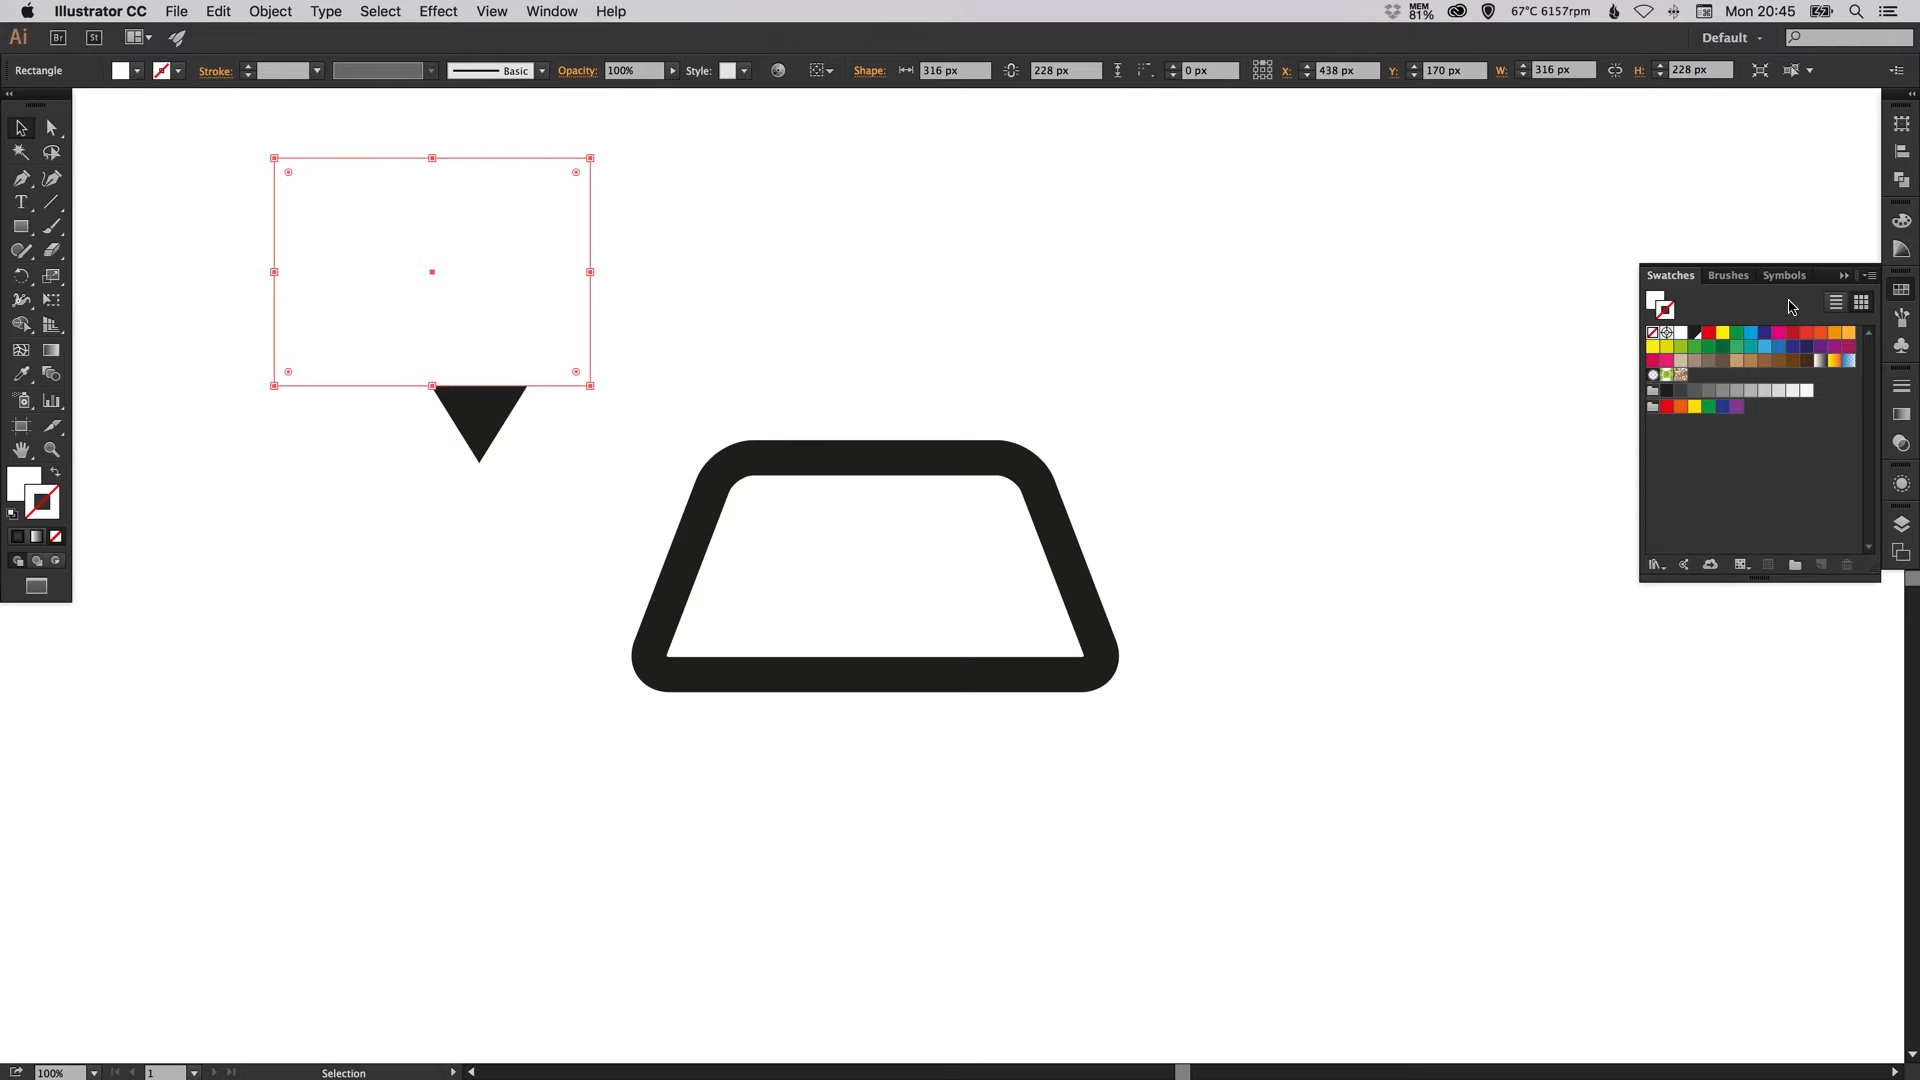 Illustrator CC File Edit Object Type Select Effect View Window Help MEM 81% 67°C 6157rpm Mon 20:45
Ai Br St Default
Rectangle Stroke: Basic Opacity: 100% Style: Shape: 316 px 228 px 0 px X: 438 px Y: 170 px W: 316 px H: 228 px
Swatches Brushes Symbols
T
100% 1 Selection